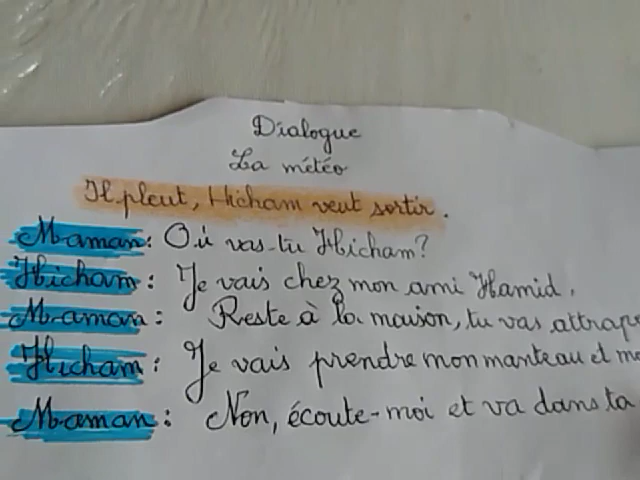 Dialogue
La météo
Il pleut, Hicham veut sortir.
Maman: Où vas-tu Hicham?
Hicham: Je vais chez mon ami Hamid.
Maman: Reste à la maison, tu vas attrape
Hicham: Je vais prendre mon manteau et
Maman: Non, écoute-moi et va dans ta